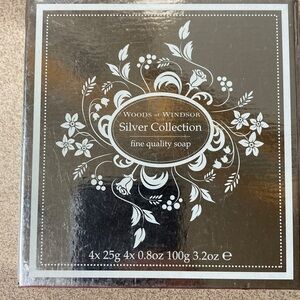 WOODS OF WINDSOR
Silver Collection
fine quality soap
4x 25g 4x 0.8oz 100g 3.2oz ℮